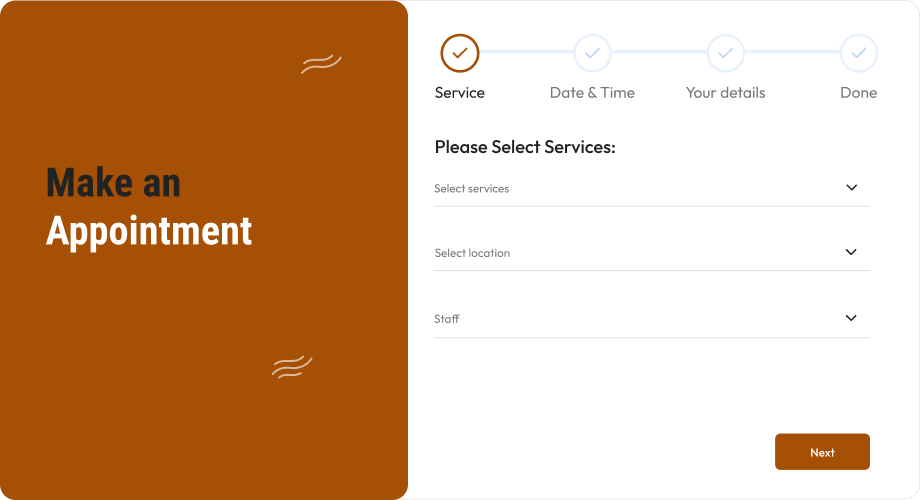 Make an
Appointment
Service
Date & Time
Your details
Done
Please Select Services:
Select services
Select location
Staff
Next